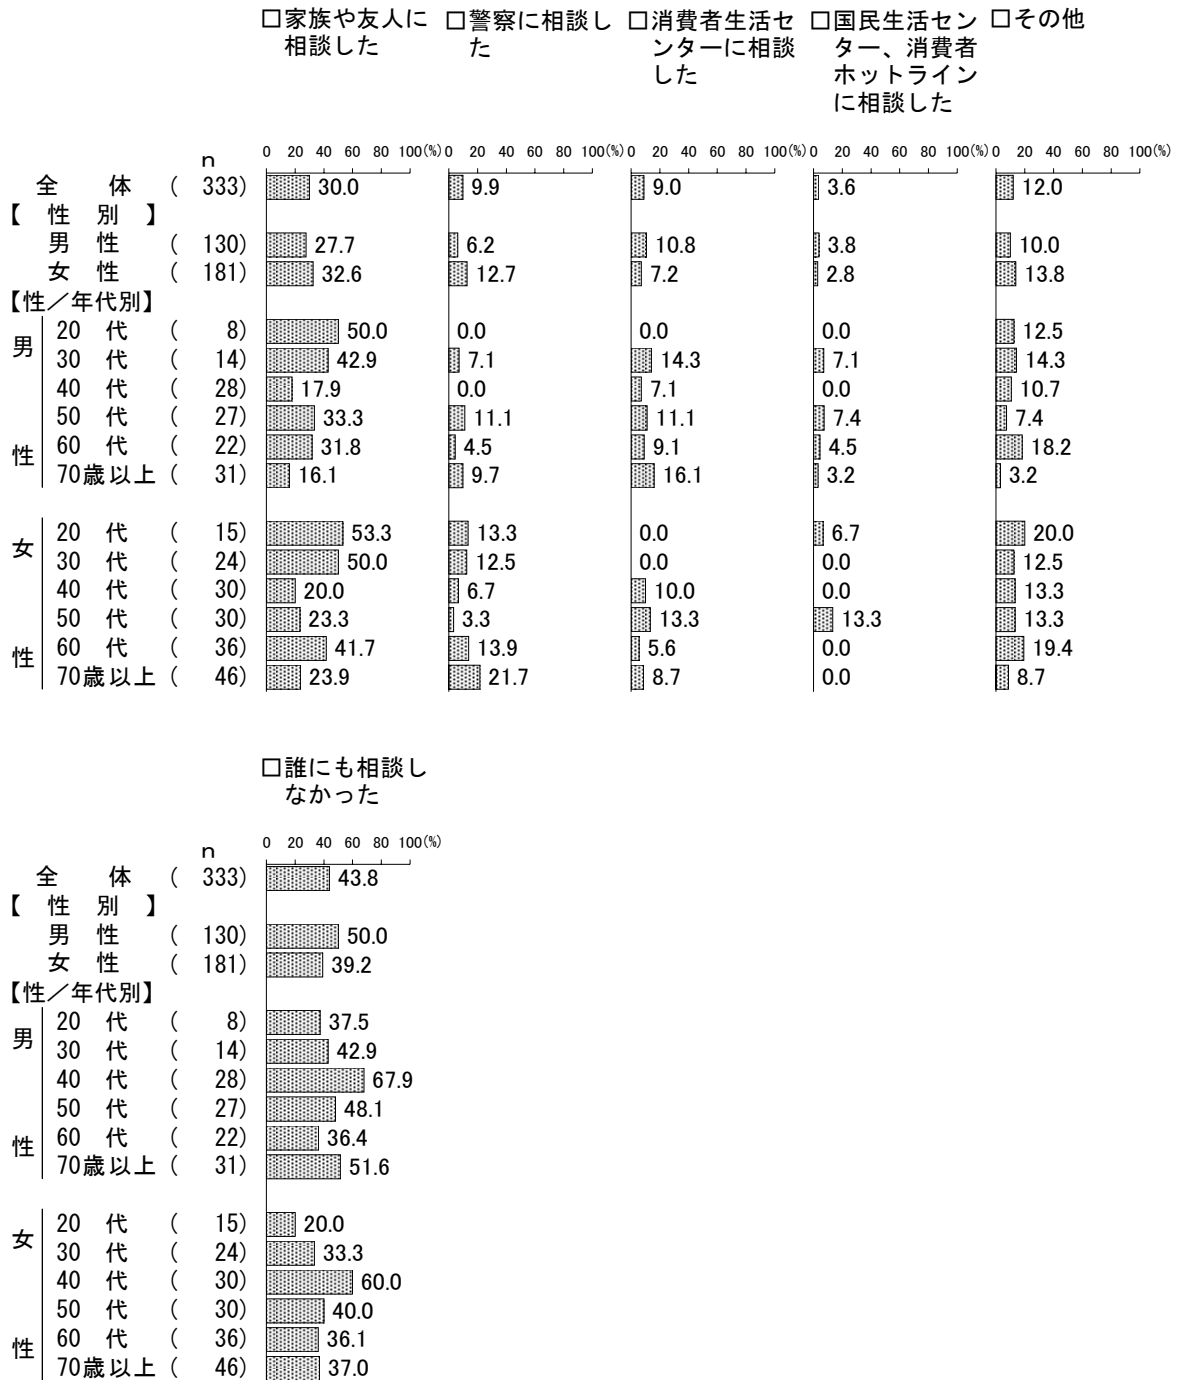 □家族や友人に相談した □警察に相談した □消費者生活センターに相談した □国民生活センター、消費者ホットラインに相談した □その他
n 0 20 40 60 80 100(%) 0 20 40 60 80 100(%) 0 20 40 60 80 100(%) 0 20 40 60 80 100(%) 0 20 40 60 80 100(%)
全 体 ( 333) 30.0 9.9 9.0 3.6 12.0
【 性 別 】
男 性 ( 130) 27.7 6.2 10.8 3.8 10.0
女 性 ( 181) 32.6 12.7 7.2 2.8 13.8
【性／年代別】
男性
20 代 ( 8) 50.0 0.0 0.0 0.0 12.5
30 代 ( 14) 42.9 7.1 14.3 7.1 14.3
40 代 ( 28) 17.9 0.0 7.1 0.0 10.7
50 代 ( 27) 33.3 11.1 11.1 7.4 7.4
60 代 ( 22) 31.8 4.5 9.1 4.5 18.2
70歳以上 ( 31) 16.1 9.7 16.1 3.2 3.2
女性
20 代 ( 15) 53.3 13.3 0.0 6.7 20.0
30 代 ( 24) 50.0 12.5 0.0 0.0 12.5
40 代 ( 30) 20.0 6.7 10.0 0.0 13.3
50 代 ( 30) 23.3 3.3 13.3 13.3 13.3
60 代 ( 36) 41.7 13.9 5.6 0.0 19.4
70歳以上 ( 46) 23.9 21.7 8.7 0.0 8.7
□誰にも相談し
なかった
n 0 20 40 60 80 100(%)
全 体 ( 333) 43.8
【 性 別 】
男 性 ( 130) 50.0
女 性 ( 181) 39.2
【性／年代別】
男性
20 代 ( 8) 37.5
30 代 ( 14) 42.9
40 代 ( 28) 67.9
50 代 ( 27) 48.1
60 代 ( 22) 36.4
70歳以上 ( 31) 51.6
女性
20 代 ( 15) 20.0
30 代 ( 24) 33.3
40 代 ( 30) 60.0
50 代 ( 30) 40.0
60 代 ( 36) 36.1
70歳以上 ( 46) 37.0